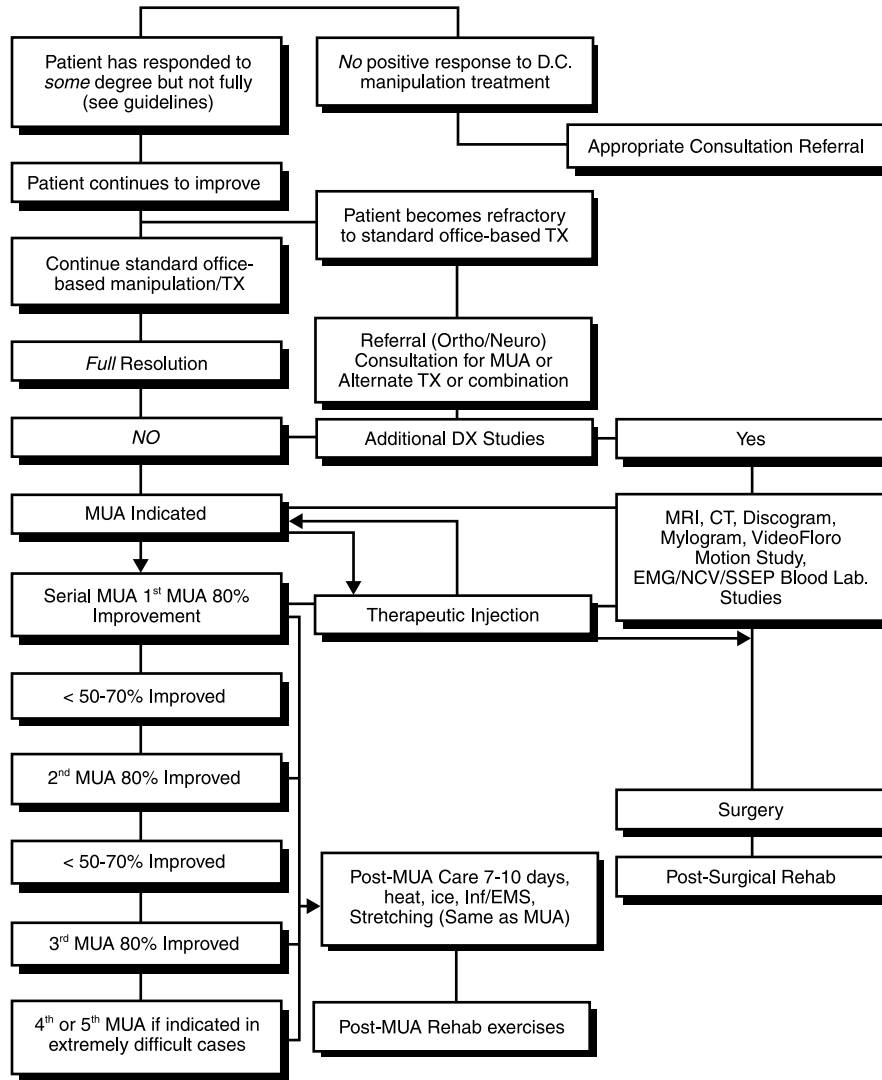 Patient has responded to
some degree but not fully
(see guidelines)
No positive response to D.C.
manipulation treatment
Appropriate Consultation Referral
Patient continues to improve
Patient becomes refractory
to standard office-based TX
Continue standard office-
based manipulation/TX
Referral (Ortho/Neuro)
Consultation for MUA or
Alternate TX or combination
Full Resolution
NO
Additional DX Studies
Yes
MUA Indicated
MRI, CT, Discogram,
Mylogram, VideoFloro
Motion Study,
EMG/NCV/SSEP Blood Lab.
Studies
Serial MUA 1st MUA 80%
Improvement
Therapeutic Injection
< 50-70% Improved
2nd MUA 80% Improved
Surgery
< 50-70% Improved
Post-MUA Care 7-10 days,
heat, ice, Inf/EMS,
Stretching (Same as MUA)
Post-Surgical Rehab
3rd MUA 80% Improved
4th or 5th MUA if indicated in
extremely difficult cases
Post-MUA Rehab exercises